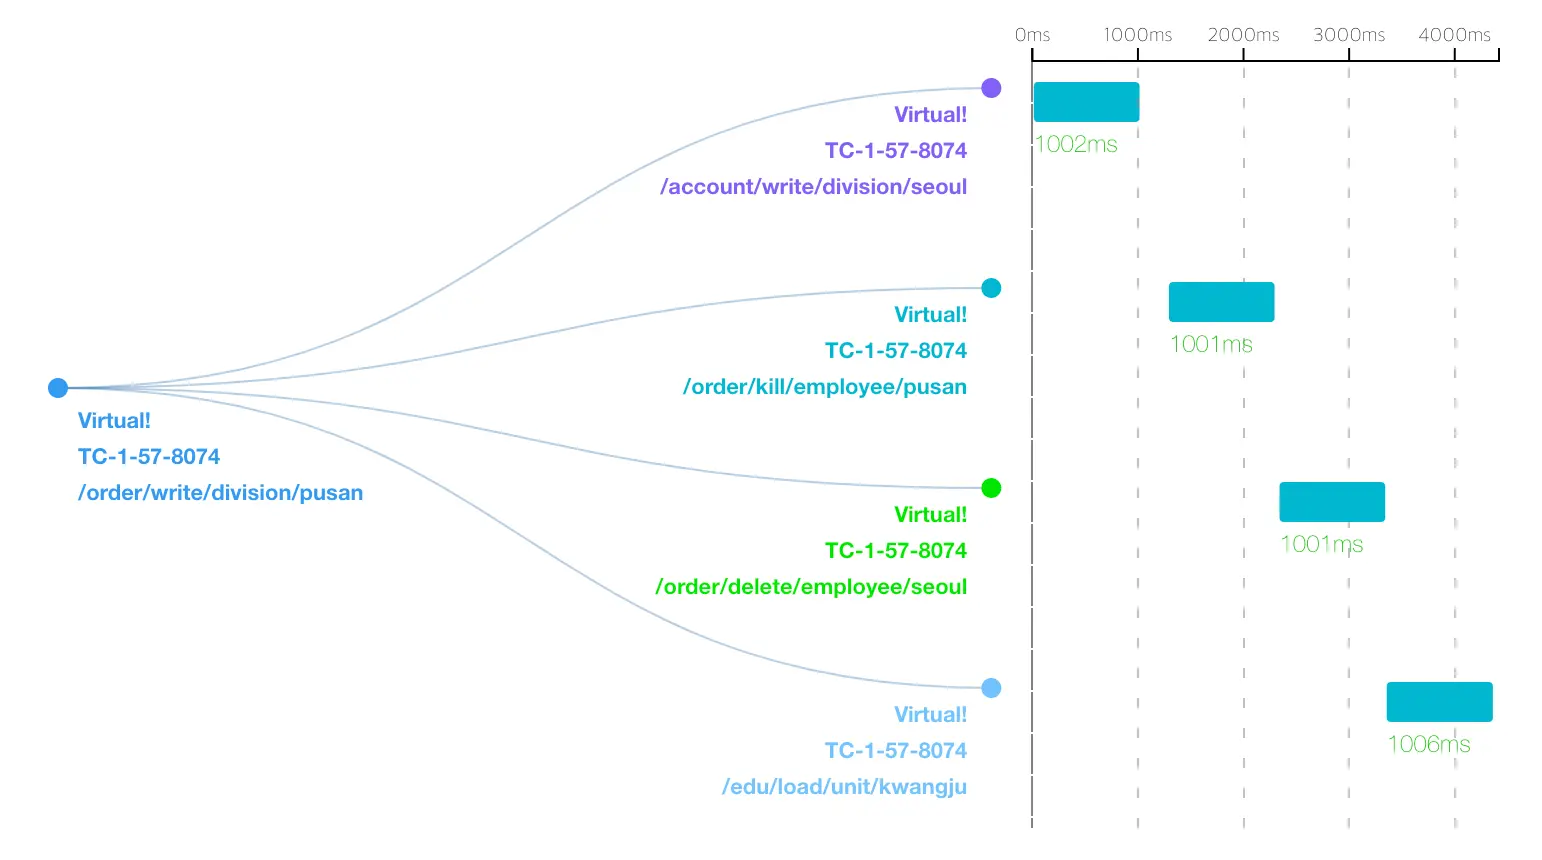 0ms 1000ms 2000ms 3000ms 4000ms
Virtual!
TC-1-57-8074
/account/write/division/seoul
1002ms
Virtual!
TC-1-57-8074
/order/kill/employee/pusan
1001ms
Virtual!
TC-1-57-8074
/order/write/division/pusan
Virtual!
TC-1-57-8074
/order/delete/employee/seoul
1001ms
Virtual!
TC-1-57-8074
/edu/load/unit/kwangju
1006ms